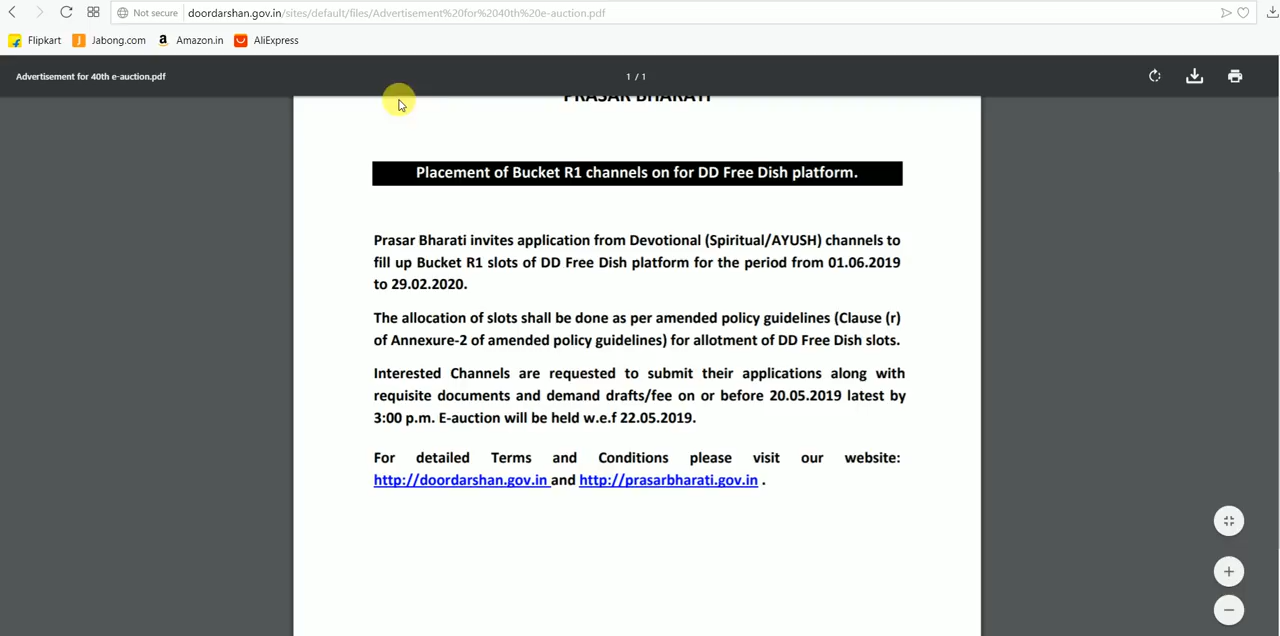 Not secure
doordarshan.gov.in/sites/default/files/Advertisement%20for%2040th%20e-auction.pdf
Flipkart
Jabong.com
Amazon.in
AliExpress
Advertisement for 40th e-auction.pdf
1 / 1
PRASAR BHARATI
Placement of Bucket R1 channels on for DD Free Dish platform.
Prasar Bharati invites application from Devotional (Spiritual/AYUSH) channels to
fill up Bucket R1 slots of DD Free Dish platform for the period from 01.06.2019
to 29.02.2020.
The allocation of slots shall be done as per amended policy guidelines (Clause (r)
of Annexure-2 of amended policy guidelines) for allotment of DD Free Dish slots.
Interested Channels are requested to submit their applications along with
requisite documents and demand drafts/fee on or before 20.05.2019 latest by
3:00 p.m. E-auction will be held w.e.f 22.05.2019.
For detailed Terms and Conditions please visit our website:
http://doordarshan.gov.in and http://prasarbharati.gov.in .